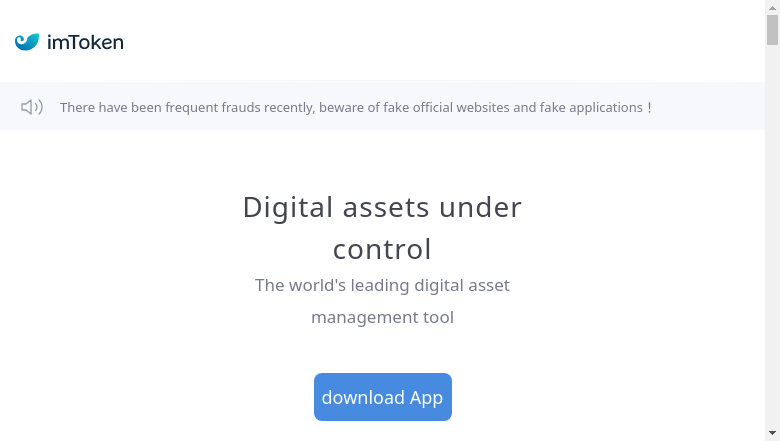 imToken
There have been frequent frauds recently, beware of fake official websites and fake applications！
Digital assets under
control
The world's leading digital asset
management tool
download App